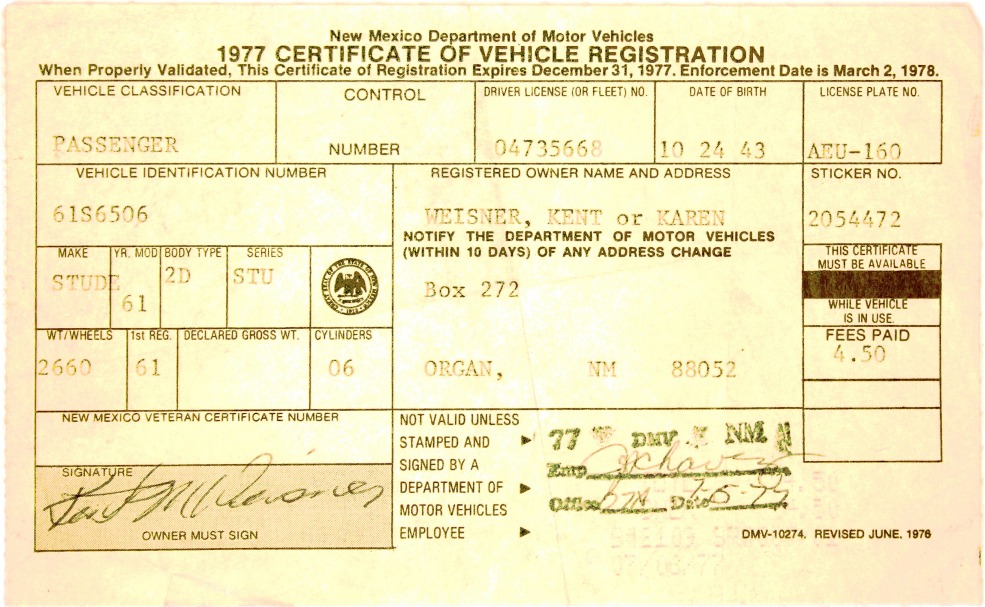 New Mexico Department of Motor Vehicles
1977 CERTIFICATE OF VEHICLE REGISTRATION
When Properly Validated, This Certificate of Registration Expires December 31, 1977. Enforcement Date is March 2, 1978.
VEHICLE CLASSIFICATION
PASSENGER
CONTROL
NUMBER
DRIVER LICENSE (OR FLEET) NO.
04735668
DATE OF BIRTH
10 24 43
LICENSE PLATE NO.
AEU-160
VEHICLE IDENTIFICATION NUMBER
61S6506
REGISTERED OWNER NAME AND ADDRESS
WEISNER, KENT or KAREN
NOTIFY THE DEPARTMENT OF MOTOR VEHICLES
(WITHIN 10 DAYS) OF ANY ADDRESS CHANGE
Box 272
ORGAN, NM 88052
STICKER NO.
2054472
MAKE
STUDE
YR. MOD
61
BODY TYPE
2D
SERIES
STU
THIS CERTIFICATE
MUST BE AVAILABLE
WHILE VEHICLE
IS IN USE.
WT/WHEELS
2660
1st REG.
61
DECLARED GROSS WT.
CYLINDERS
06
FEES PAID
4.50
NEW MEXICO VETERAN CERTIFICATE NUMBER
SIGNATURE
Kent M Weisner
OWNER MUST SIGN
NOT VALID UNLESS
STAMPED AND
SIGNED BY A
DEPARTMENT OF
MOTOR VEHICLES
EMPLOYEE
77 DMV NM
Emp
Office Date
DMV-10274. REVISED JUNE. 1976